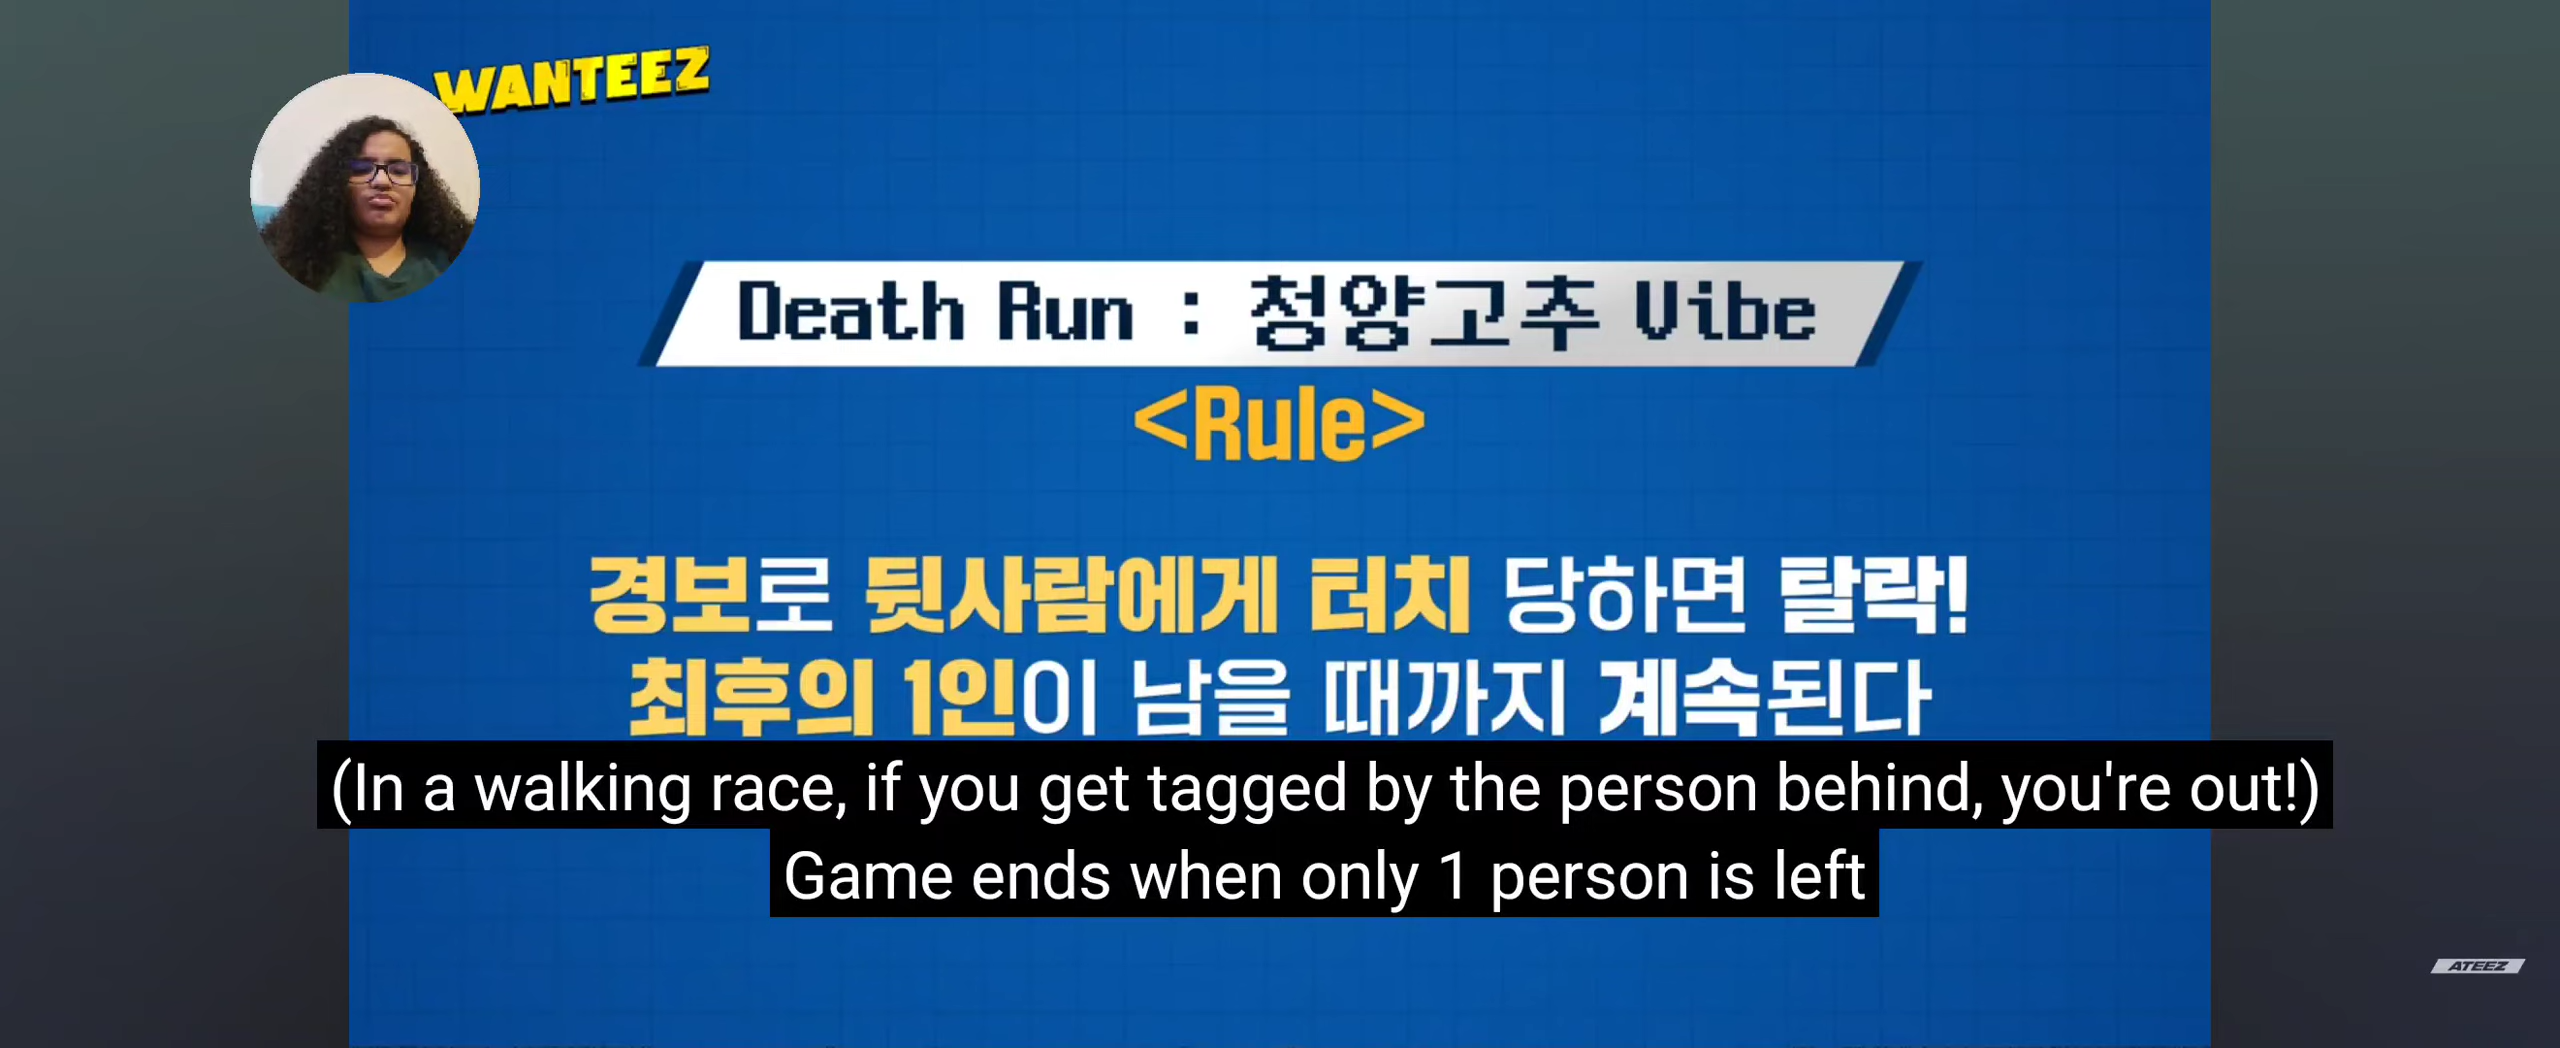 WANTEEZ
Death Run : 청양고추 Vibe
<Rule>
경보로 뒷사람에게 터치 당하면 탈락!
최후의 1인이 남을 때까지 계속된다
(In a walking race, if you get tagged by the person behind, you're out!)
Game ends when only 1 person is left
ATEEZ